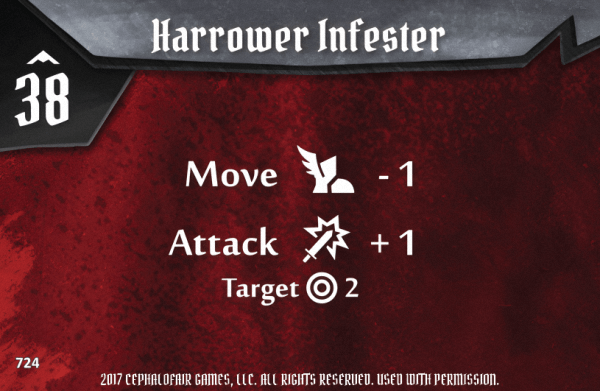 Harrower Infester
38
Move - 1
Attack + 1
Target 2
724
2017 CEPHALOFAIR GAMES, LLC. ALL RIGHTS RESERVED. USED WITH PERMISSION.